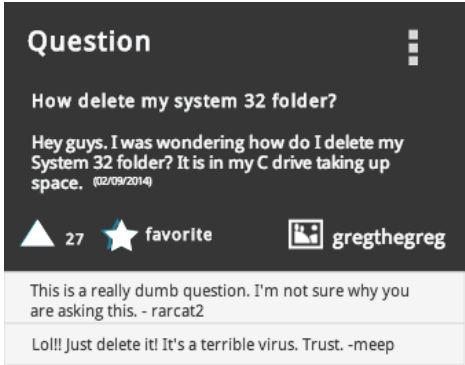 Question
How delete my system 32 folder?
Hey guys. I was wondering how do I delete my
System 32 folder? It is in my C drive taking up
space. (02/09/2014)
27 favorite gregthegreg
This is a really dumb question. I'm not sure why you
are asking this. - rarcat2
Lol!! Just delete it! It's a terrible virus. Trust. -meep